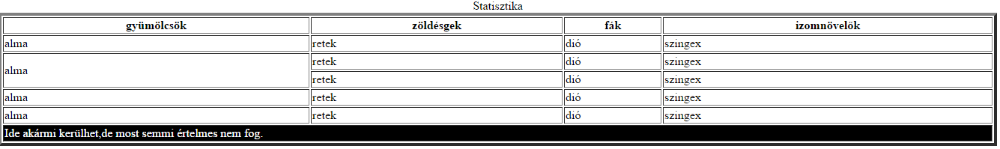 Statisztika
gyümölcsök zöldésgek fák izomnövelők
alma retek dió szingex
alma retek dió szingex
retek dió szingex
alma retek dió szingex
alma retek dió szingex
Ide akármi kerülhet,de most semmi értelmes nem fog.